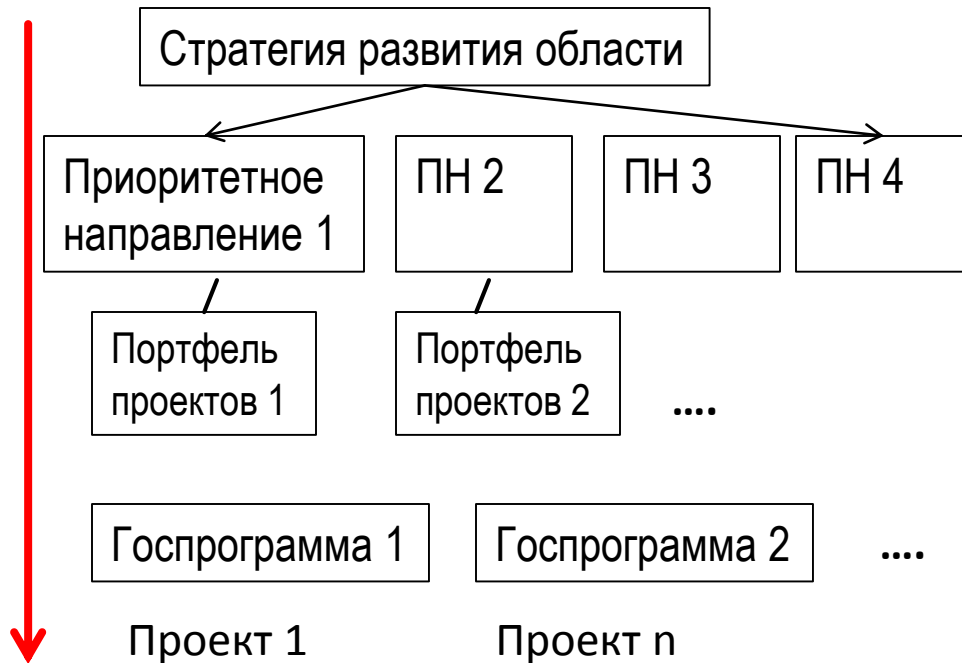 Стратегия развития области
Приоритетное
направление 1
ПН 2
ПН 3
ПН 4
Портфель
проектов 1
Портфель
проектов 2
....
Госпрограмма 1
Госпрограмма 2
....
Проект 1
Проект n